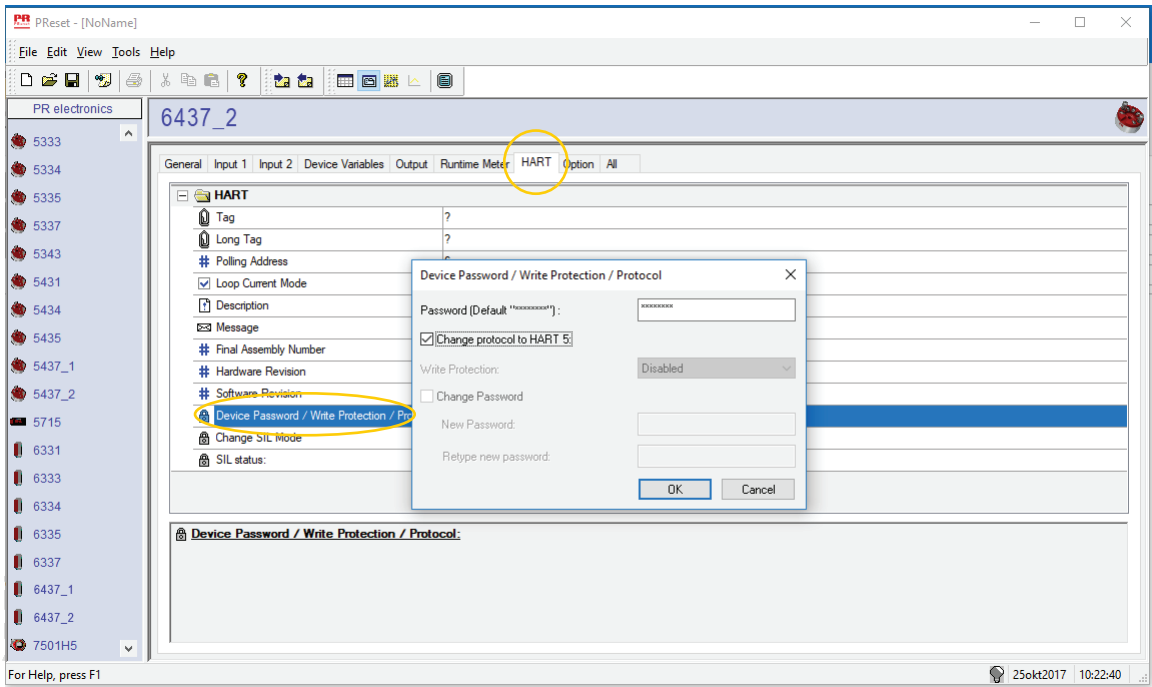 PR PReset - [NoName]
File Edit View Tools Help
PR electronics
5333
5334
5335
5337
5343
5431
5434
5435
5437_1
5437_2
5715
6331
6333
6334
6335
6337
6437_1
6437_2
7501H5
6437_2
General Input 1 Input 2 Device Variables Output Runtime Meter HART Option All
HART
Tag ?
Long Tag ?
Polling Address
Loop Current Mode
Description
Message
Final Assembly Number
Hardware Revision
Software Revision
Device Password / Write Protection / Pro
Change SIL Mode
SIL status:
Device Password / Write Protection / Protocol
Password (Default "********") : ********
Change protocol to HART 5:
Write Protection: Disabled
Change Password
New Password:
Retype new password:
OK Cancel
Device Password / Write Protection / Protocol:
For Help, press F1 25okt2017 10:22:40